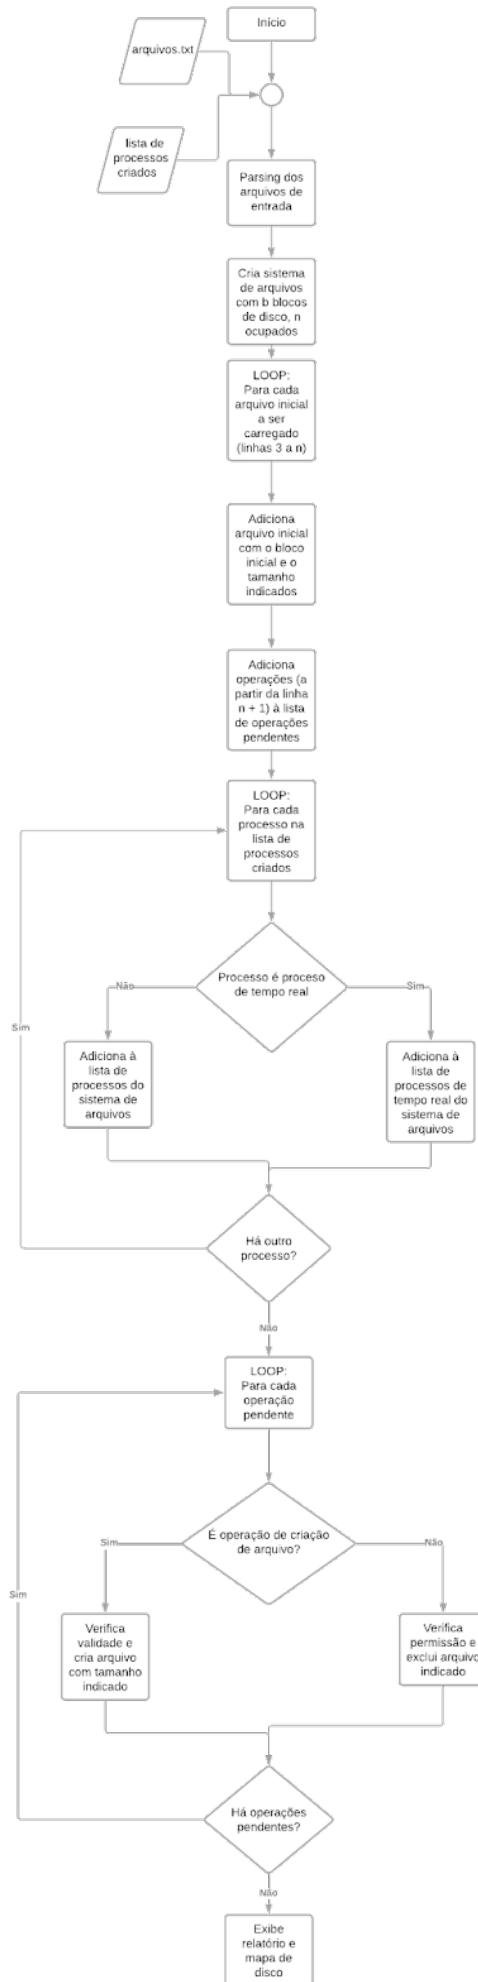 Início
arquivos.txt
lista de
processos
criados
Parsing dos
arquivos de
entrada
Cria sistema
de arquivos
com b blocos
de disco, n
ocupados
LOOP:
Para cada
arquivo inicial
a ser
carregado
(linhas 3 a n)
Adiciona
arquivo inicial
com o bloco
inicial e o
tamanho
indicados
Adiciona
operações (a
partir da linha
n + 1) à lista
de operações
pendentes
LOOP:
Para cada
processo na
lista de
processos
criados
Processo é proceso
de tempo real
Não
Sim
Sim
Adiciona à
lista de
processos do
sistema de
arquivos
Adiciona à
lista de
processos de
tempo real do
sistema de
arquivos
Há outro
processo?
Não
LOOP:
Para cada
operação
pendente
É operação de criação
de arquivo?
Sim
Não
Sim
Verifica
validade e
cria arquivo
com tamanho
indicado
Verifica
permissão e
exclui arquivo
indicado
Há operações
pendentes?
Não
Exibe
relatório e
mapa de
disco